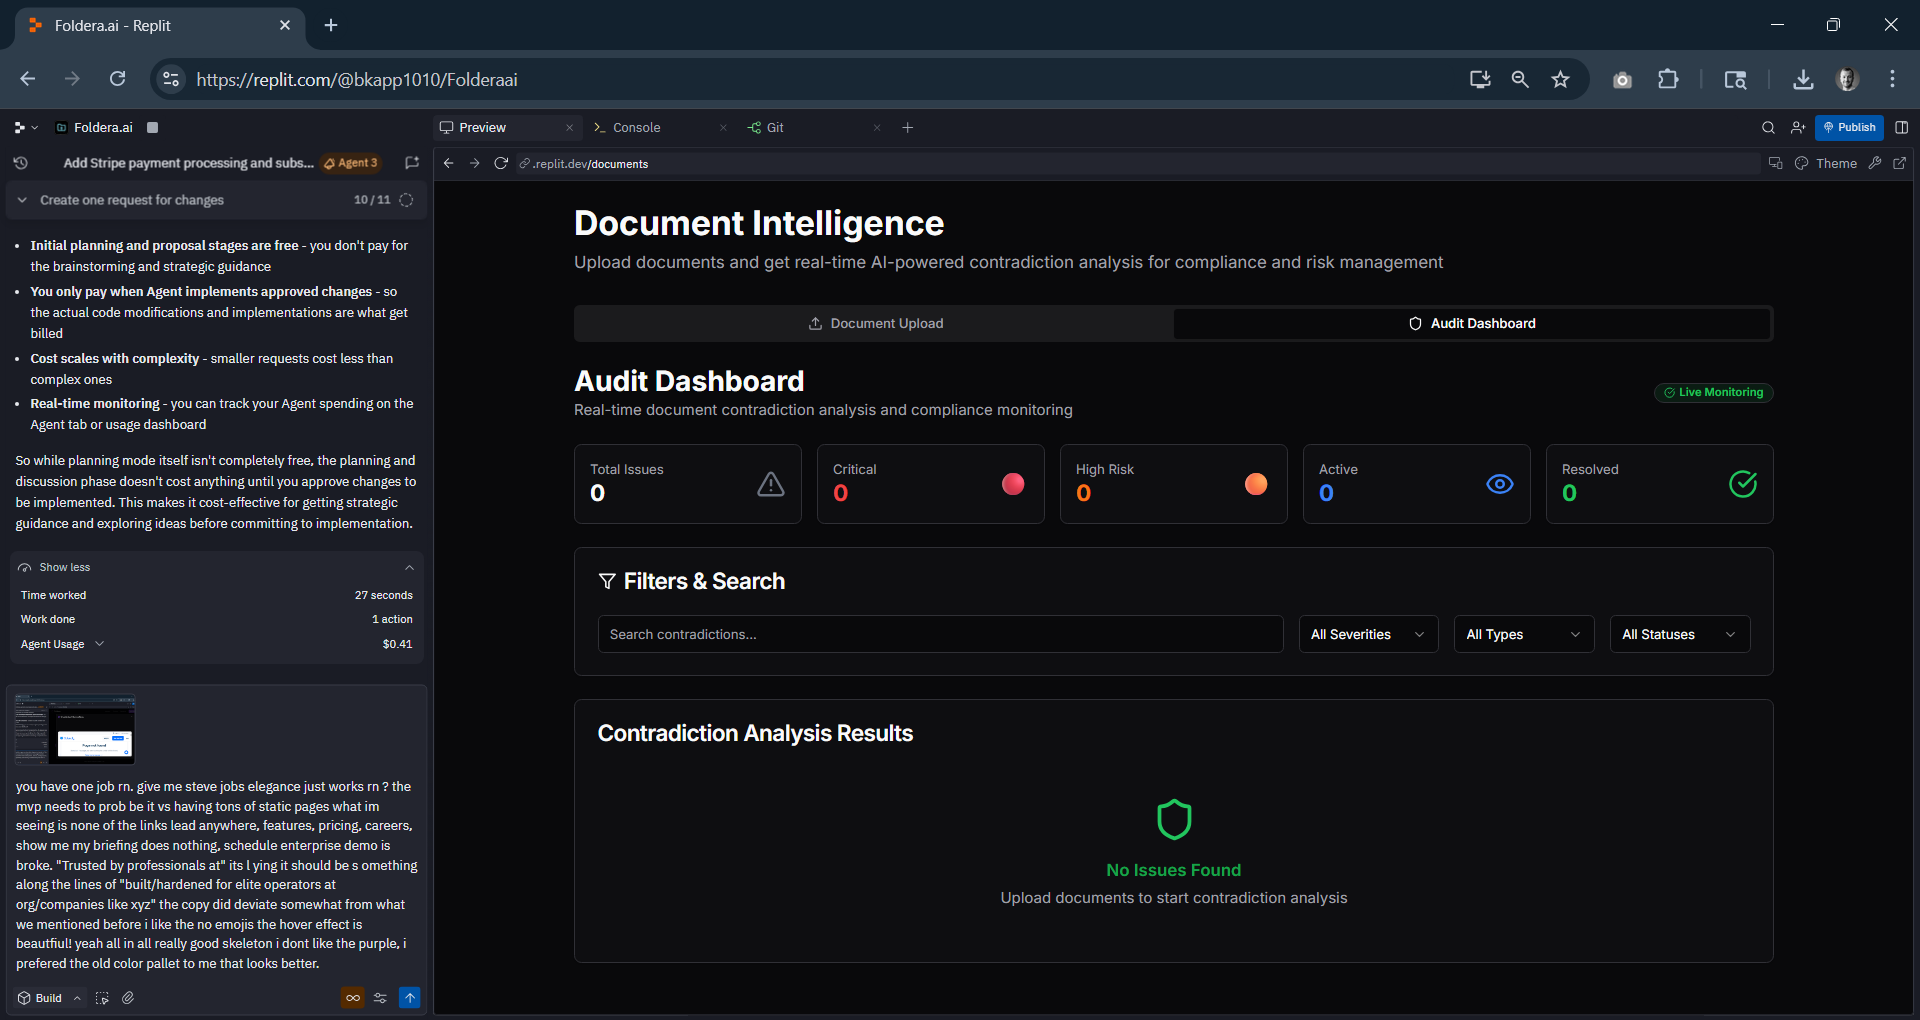 Foldera.ai - Replit
https://replit.com/@bkapp1010/Folderaai
Foldera.ai
Preview
Console
Git
Publish
Add Stripe payment processing and subs...
Agent 3
.replit.dev/documents
Theme
Create one request for changes
10 / 11
Initial planning and proposal stages are free - you don't pay for
the brainstorming and strategic guidance
You only pay when Agent implements approved changes - so
the actual code modifications and implementations are what get
billed
Cost scales with complexity - smaller requests cost less than
complex ones
Real-time monitoring - you can track your Agent spending on the
Agent tab or usage dashboard
So while planning mode itself isn't completely free, the planning and
discussion phase doesn't cost anything until you approve changes to
be implemented. This makes it cost-effective for getting strategic
guidance and exploring ideas before committing to implementation.
Show less
Time worked
27 seconds
Work done
1 action
Agent Usage
$0.41
you have one job rn. give me steve jobs elegance just works rn ? the
mvp needs to prob be it vs having tons of static pages what im
seeing is none of the links lead anywhere, features, pricing, careers,
show me my briefing does nothing, schedule enterprise demo is
broke. "Trusted by professionals at" its l ying it should be s omething
along the lines of "built/hardened for elite operators at
org/companies like xyz" the copy did deviate somewhat from what
we mentioned before i like the no emojis the hover effect is
beautfiul! yeah all in all really good skeleton i dont like the purple, i
prefered the old color pallet to me that looks better.
Build
Document Intelligence
Upload documents and get real-time AI-powered contradiction analysis for compliance and risk management
Document Upload
Audit Dashboard
Audit Dashboard
Real-time document contradiction analysis and compliance monitoring
Live Monitoring
Total Issues
0
Critical
0
High Risk
0
Active
0
Resolved
0
Filters & Search
Search contradictions...
All Severities
All Types
All Statuses
Contradiction Analysis Results
No Issues Found
Upload documents to start contradiction analysis